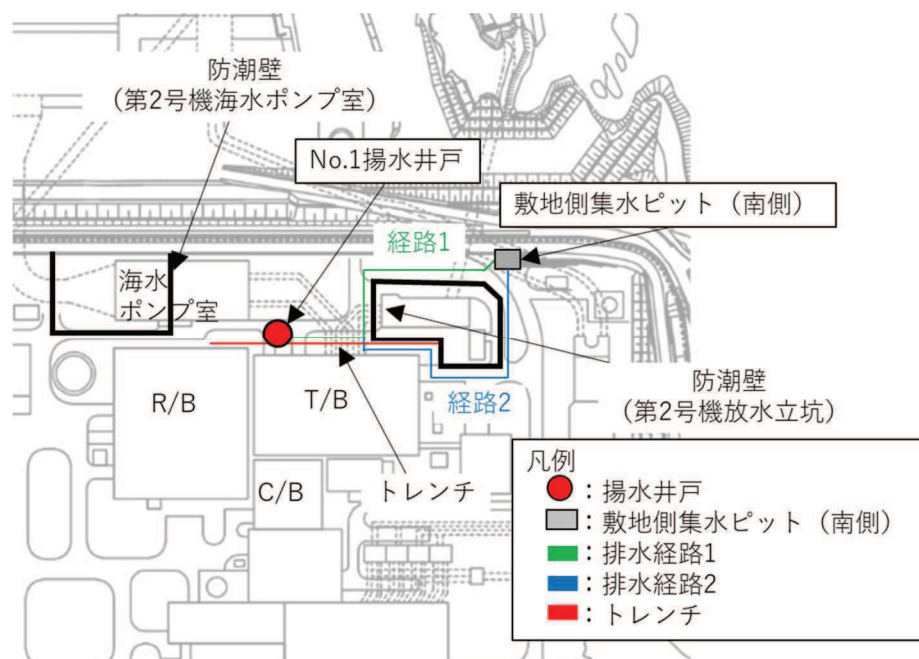 防潮壁
（第2号機海水ポンプ室）
No.1揚水井戸
敷地側集水ピット（南側）
経路1
海水
ポンプ室
防潮壁
（第2号機放水立坑）
R/B
T/B
経路2
C/B
トレンチ
凡例
：揚水井戸
：敷地側集水ピット（南側）
：排水経路1
：排水経路2
：トレンチ